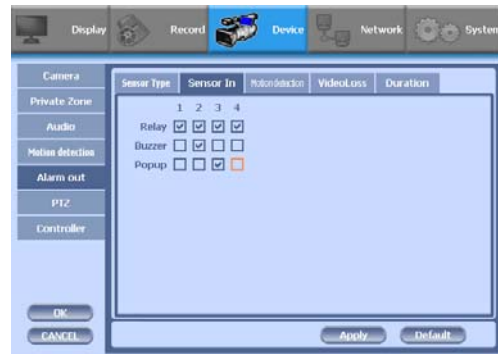 Display Record Device Network System
Camera
Private Zone
Audio
Motion detection
Alarm out
PTZ
Controller
OK
CANCEL
Sensor Type Sensor In Motion detection VideoLoss Duration
1 2 3 4
Relay
Buzzer
Popup
Apply Default